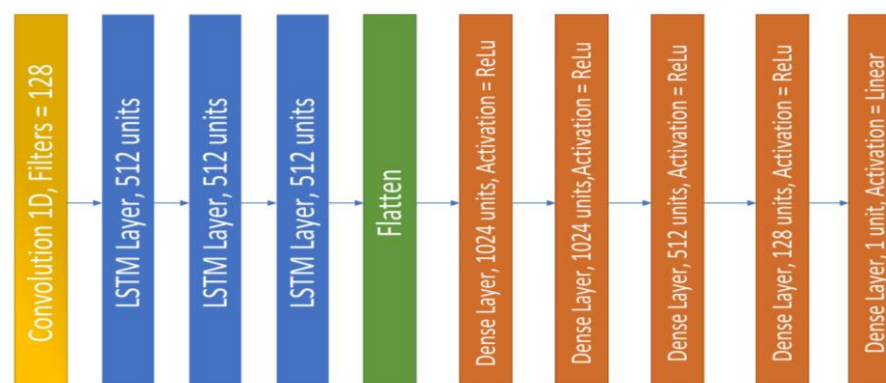 Convolution 1D, Filters = 128
LSTM Layer, 512 units
LSTM Layer, 512 units
LSTM Layer, 512 units
Flatten
Dense Layer, 1024 units, Activation = ReLu
Dense Layer, 1024 units,Activation = ReLu
Dense Layer, 512 units, Activation = ReLu
Dense Layer, 128 units, Activation = ReLu
Dense Layer, 1 unit, Activation = Linear